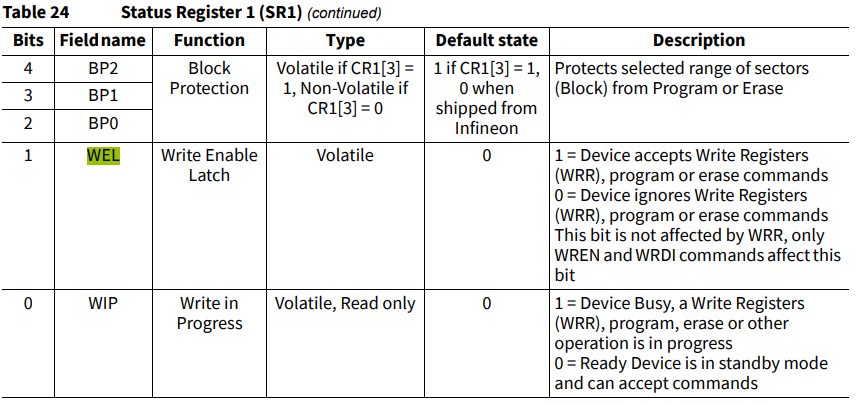 Table 24 Status Register 1 (SR1) (continued)
Bits Field name Function Type Default state Description
4 BP2 Block Volatile if CR1[3] = 1 if CR1[3] = 1, Protects selected range of sectors
Protection 1, Non-Volatile if 0 when (Block) from Program or Erase
3 BP1 CR1[3] = 0 shipped from
2 BP0 Infineon
1 WEL Write Enable Volatile 0 1 = Device accepts Write Registers
Latch (WRR), program or erase commands
0 = Device ignores Write Registers
(WRR), program or erase commands
This bit is not affected by WRR, only
WREN and WRDI commands affect this
bit
0 WIP Write in Volatile, Read only 0 1 = Device Busy, a Write Registers
Progress (WRR), program, erase or other
operation is in progress
0 = Ready Device is in standby mode
and can accept commands